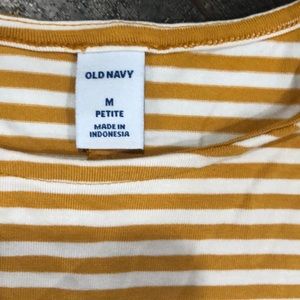 OLD NAVY
M
PETITE
MADE IN
INDONESIA